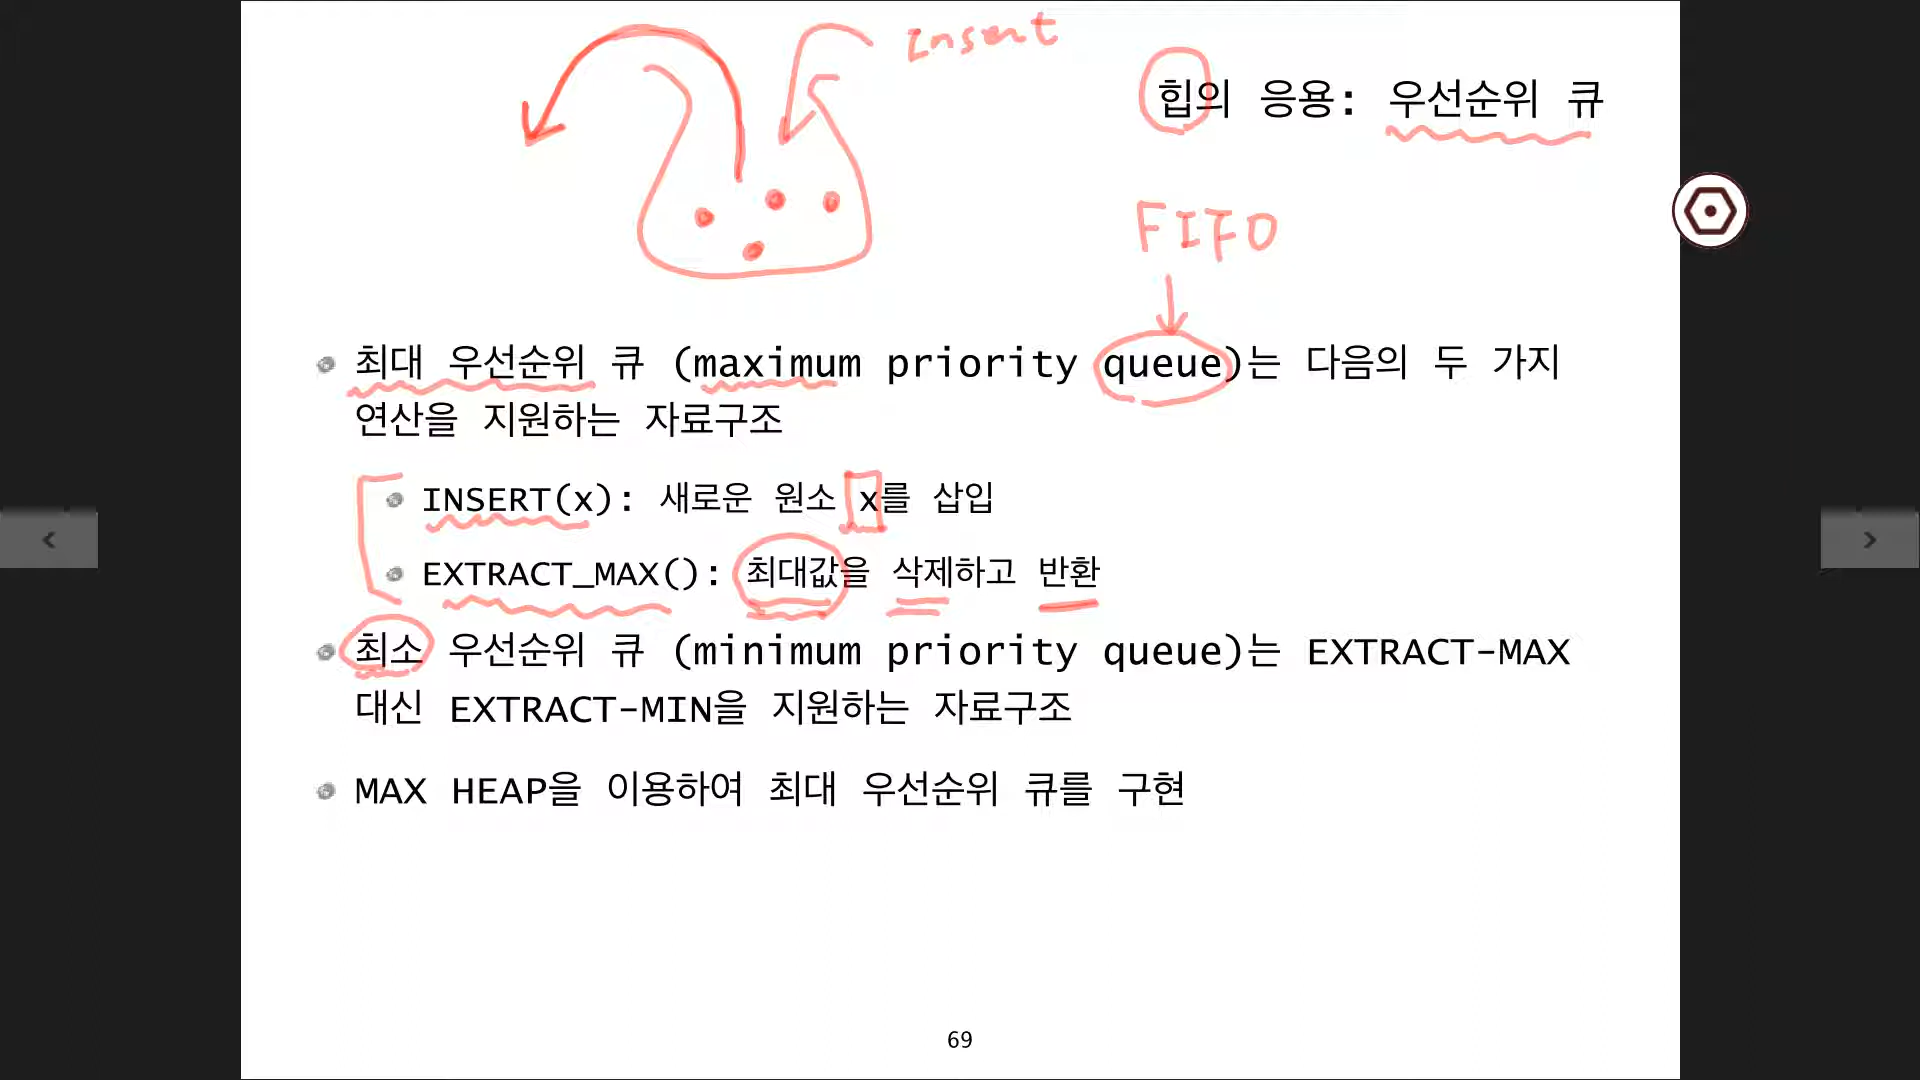 Insert
힙의 응용: 우선순위 큐
FIFO
최대 우선순위 큐 (maximum priority queue)는 다음의 두 가지
연산을 지원하는 자료구조
INSERT(x): 새로운 원소 x를 삽입
EXTRACT_MAX(): 최대값을 삭제하고 반환
최소 우선순위 큐 (minimum priority queue)는 EXTRACT-MAX
대신 EXTRACT-MIN을 지원하는 자료구조
MAX HEAP을 이용하여 최대 우선순위 큐를 구현
69